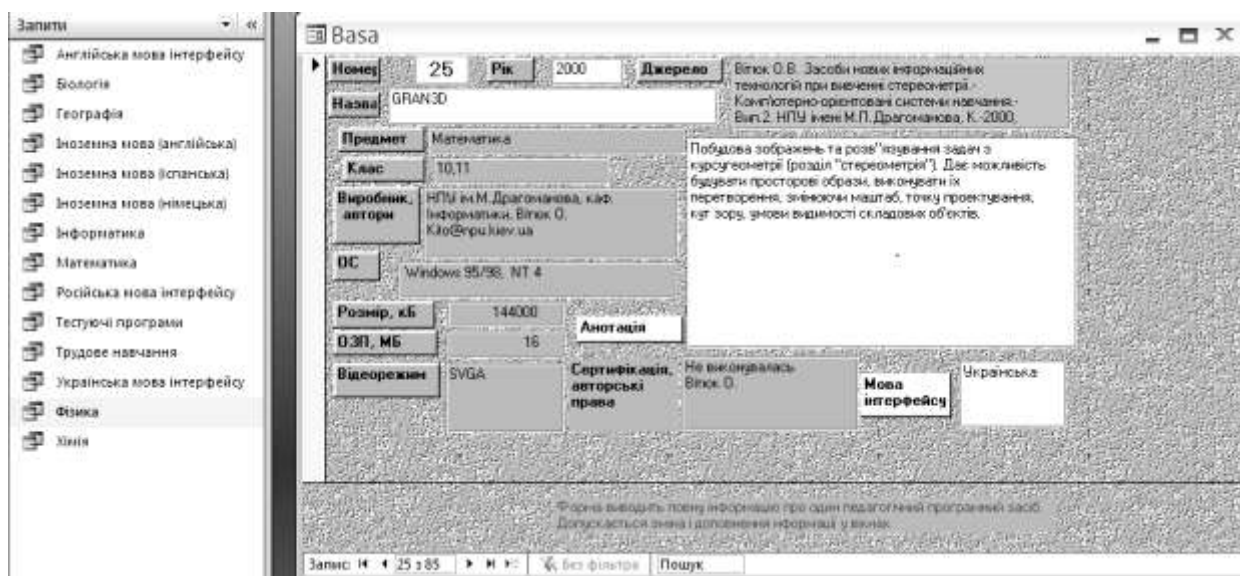 Запити
Англійська мова інтерфейсу
Біологія
Географія
Іноземна мова (англійська)
Іноземна мова (іспанська)
Іноземна мова (німецька)
Інформатика
Математика
Російська мова інтерфейсу
Тестуючі програми
Трудове навчання
Українська мова інтерфейсу
Фізика
Хімія
Basa
Номер 25 Рік 2000 Джерело
Вітюк О.В. Засоби нових інформаційних
технологій при вивченні стереометрії.-
Комп'ютерно-орієнтовані системи навчання.-
Вип.2. НПУ імені М.П.Драгоманова, К.-2000,
Назва GRAN3D
Предмет Математика
Клас 10,11
Виробник, автори
НПУ ім.М.Драгоманова, каф.
Інформатики, Вітюк О.
Kito@npu.kiev.ua
Побудова зображень та розв"язування задач з
курсугеометрії (розділ "стереометрія"). Дає можливість
будувати просторові образи, виконувати їх
перетворення, змінюючи маштаб, точку проектування,
кут зору, умови видимості складових об'єктів.
ОС Windows 95/98, NT 4
Розмір, кБ 144000
Анотація
ОЗП, МБ 16
Відеорежим SVGA
Сертифікація,
авторські
права
Не виконувалась
Вітюк О.
Мова
інтерфейсу
Українська
Форма виводить повну інформацію про один педагогічний програмний засіб.
Допускається зміна і доповнення інформації у вікнах
Запис: 25 з 85 Без фільтра Пошук